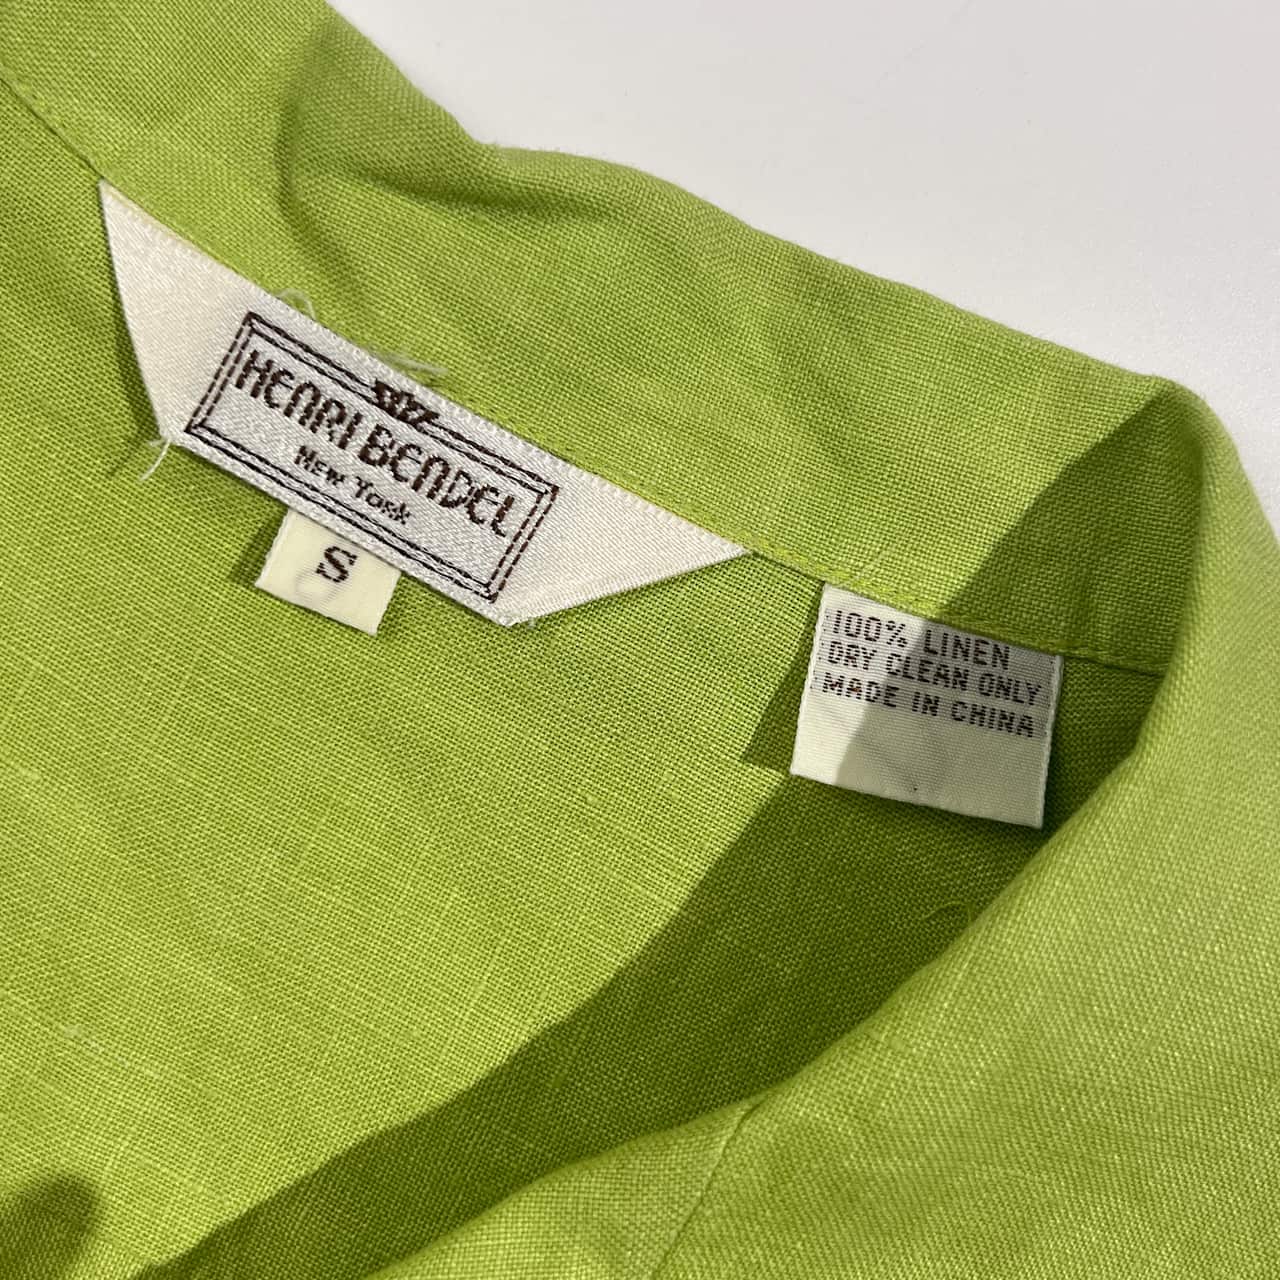 HENRI BENDEL
NEW YORK
S
100% LINEN
DRY CLEAN ONLY
MADE IN CHINA